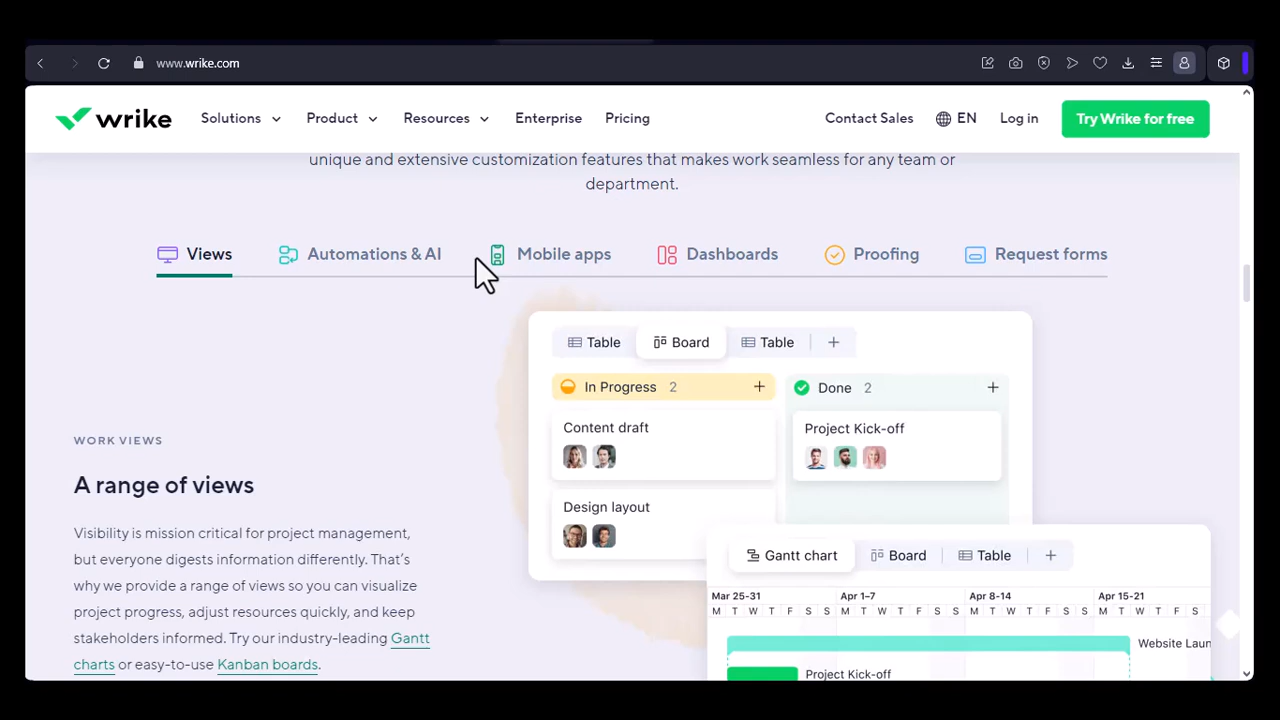 www.wrike.com
wrike Solutions Product Resources Enterprise Pricing Contact Sales EN Log in Try Wrike for free
unique and extensive customization features that makes work seamless for any team or
department.
Views Automations & AI Mobile apps Dashboards Proofing Request forms
Table Board Table +
In Progress 2 + Done 2 +
Content draft
Project Kick-off
Design layout
WORK VIEWS
A range of views
Visibility is mission critical for project management,
but everyone digests information differently. That's
why we provide a range of views so you can visualize
project progress, adjust resources quickly, and keep
stakeholders informed. Try our industry-leading Gantt
charts or easy-to-use Kanban boards.
Gantt chart Board Table +
Mar 25-31 Apr 1-7 Apr 8-14 Apr 15-21
M T W T F S S M T W T F S S M T W T F S S M T W T F S
Website Laun
Project Kick-off